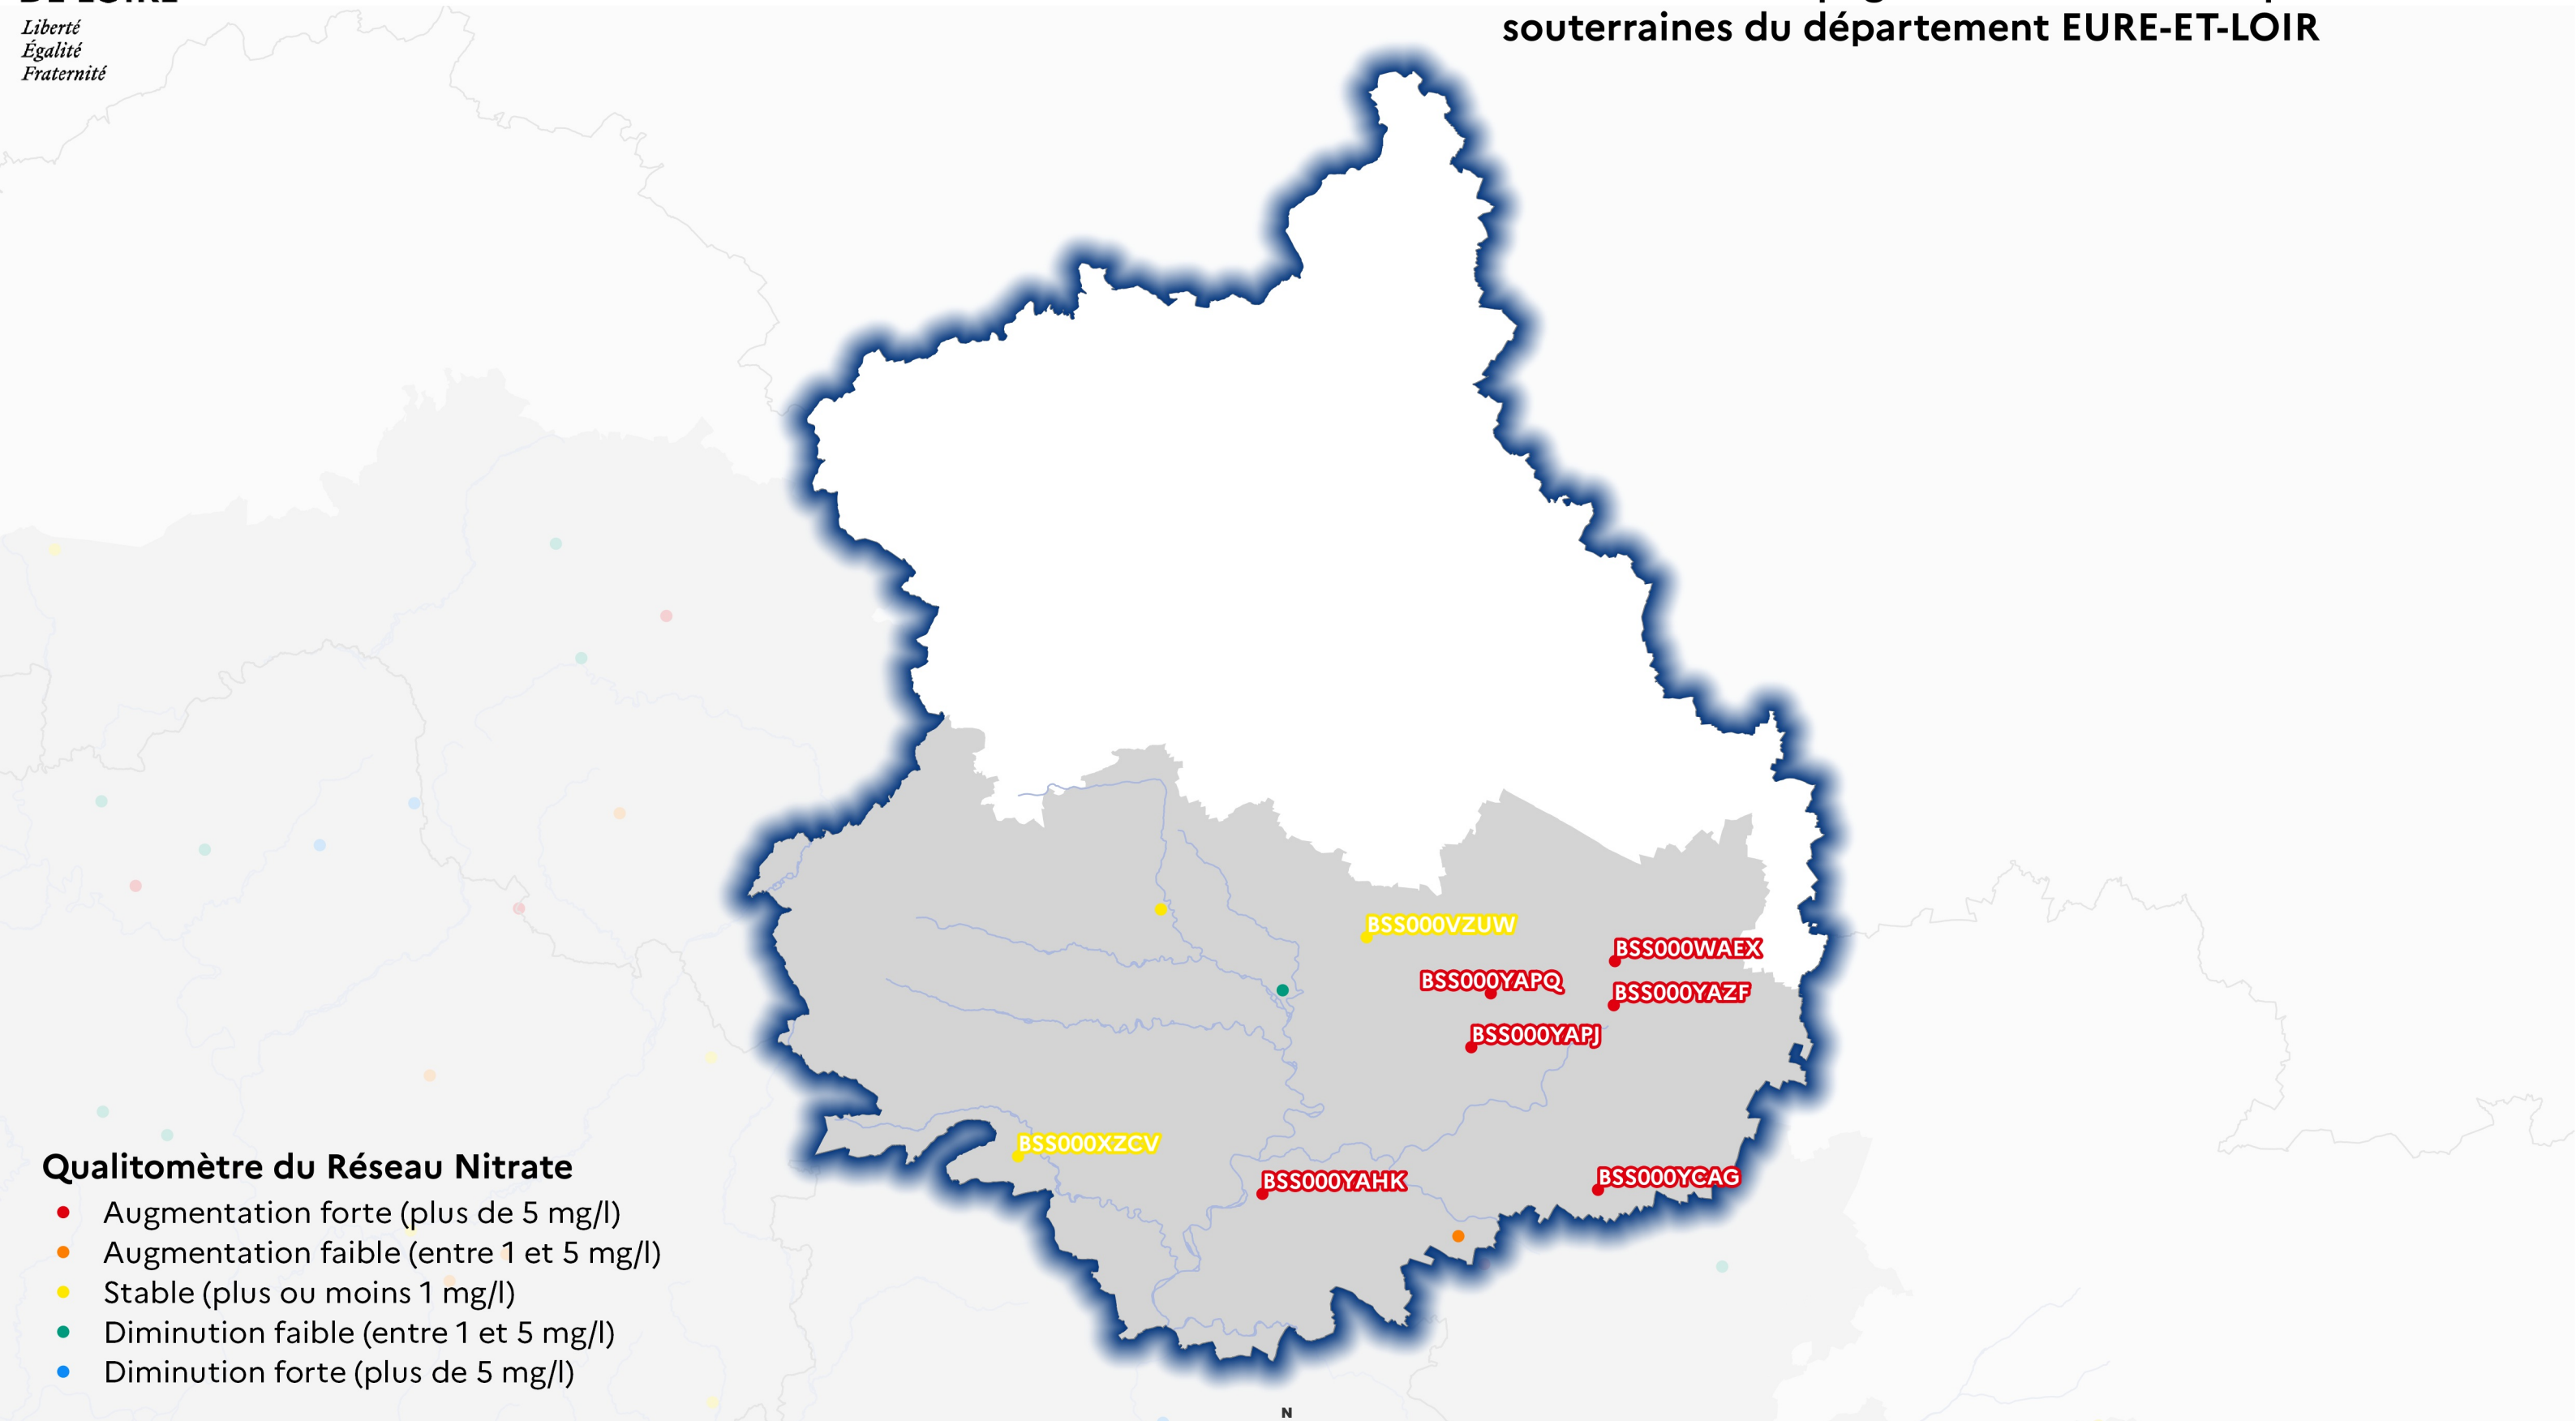 Liberté
Égalité
Fraternité
souterraines du département EURE-ET-LOIR
BSS000VZUW
BSS000WAEX
BSS000YAPQ
BSS000YAZF
BSS000YAPJ
BSS000XZCV
BSS000YAHK
BSS000YCAG
Qualitomètre du Réseau Nitrate
Augmentation forte (plus de 5 mg/l)
Augmentation faible (entre 1 et 5 mg/l)
Stable (plus ou moins 1 mg/l)
Diminution faible (entre 1 et 5 mg/l)
Diminution forte (plus de 5 mg/l)
N